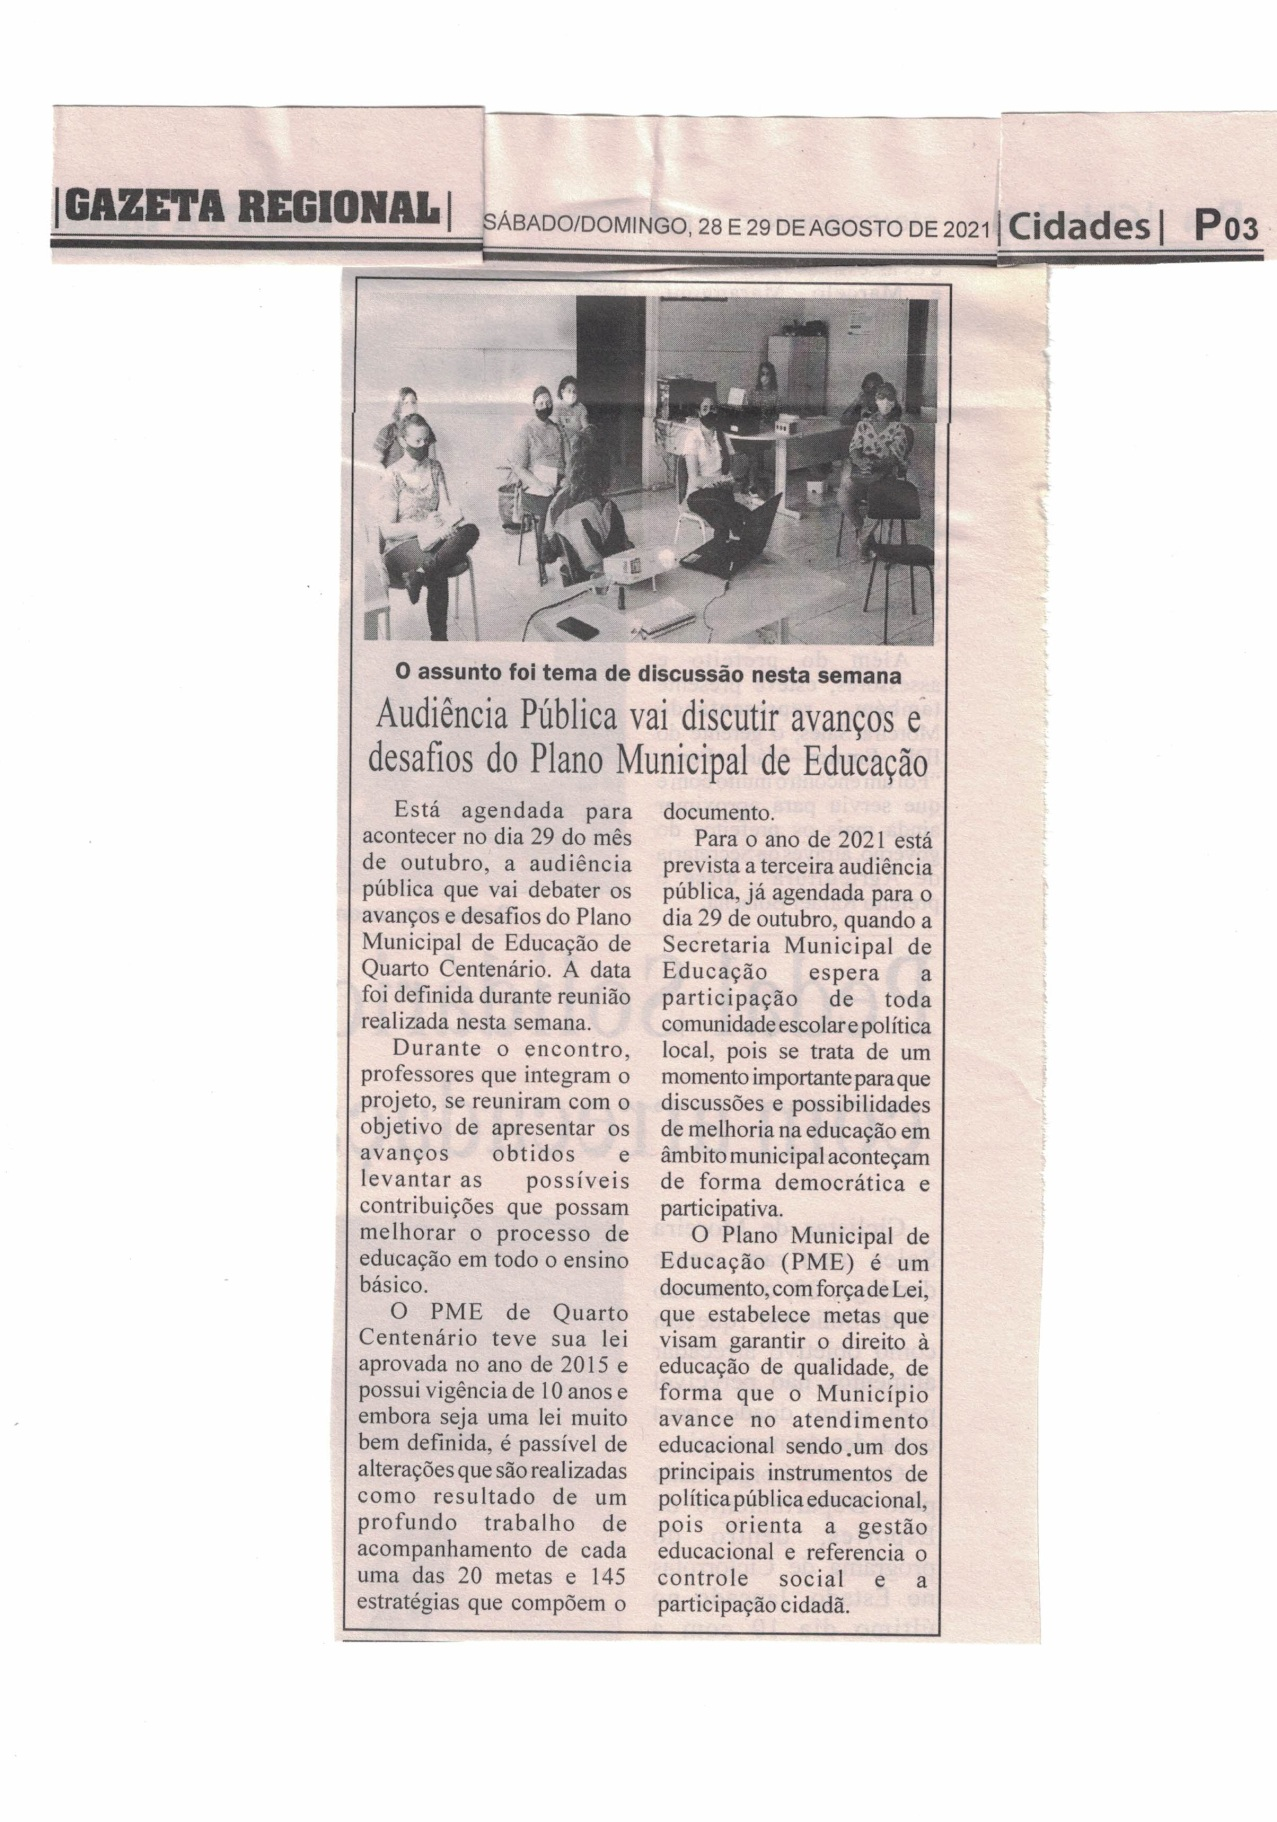 |GAZETA REGIONAL|
SÁBADO/DOMINGO, 28 E 29 DE AGOSTO DE 2021
|Cidades| P03
O assunto foi tema de discussão nesta semana
Audiência Pública vai discutir avanços e
desafios do Plano Municipal de Educação
Está agendada para
acontecer no dia 29 do mês
de outubro, a audiência
pública que vai debater os
avanços e desafios do Plano
Municipal de Educação de
Quarto Centenário. A data
foi definida durante reunião
realizada nesta semana.
Durante o encontro,
professores que integram o
projeto, se reuniram com o
objetivo de apresentar os
avanços obtidos e
levantar as possíveis
contribuições que possam
melhorar o processo de
educação em todo o ensino
básico.
O PME de Quarto
Centenário teve sua lei
aprovada no ano de 2015 e
possui vigência de 10 anos e
embora seja uma lei muito
bem definida, é passível de
alterações que são realizadas
como resultado de um
profundo trabalho de
acompanhamento de cada
uma das 20 metas e 145
estratégias que compõem o
documento.
Para o ano de 2021 está
prevista a terceira audiência
pública, já agendada para o
dia 29 de outubro, quando a
Secretaria Municipal de
Educação espera a
participação de toda
comunidade escolar e política
local, pois se trata de um
momento importante para que
discussões e possibilidades
de melhoria na educação em
âmbito municipal aconteçam
de forma democrática e
participativa.
O Plano Municipal de
Educação (PME) é um
documento, com força de Lei,
que estabelece metas que
visam garantir o direito à
educação de qualidade, de
forma que o Município
avance no atendimento
educacional sendo um dos
principais instrumentos de
política pública educacional,
pois orienta a gestão
educacional e referencia o
controle social e a
participação cidadã.